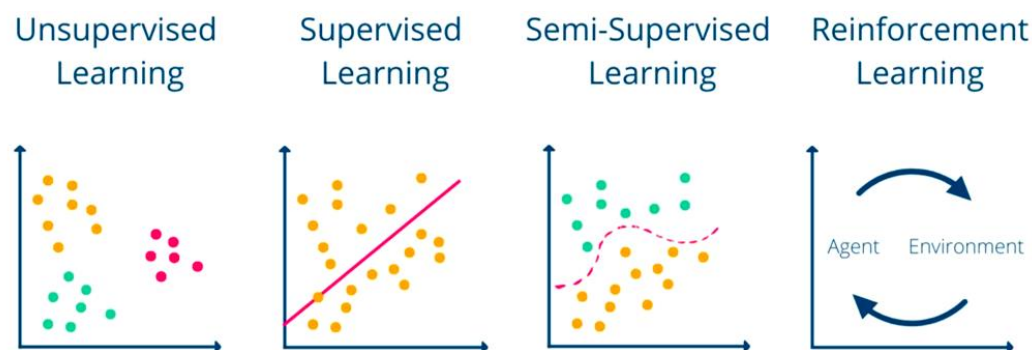 Unsupervised
Learning
Supervised
Learning
Semi-Supervised
Learning
Reinforcement
Learning
Agent
Environment